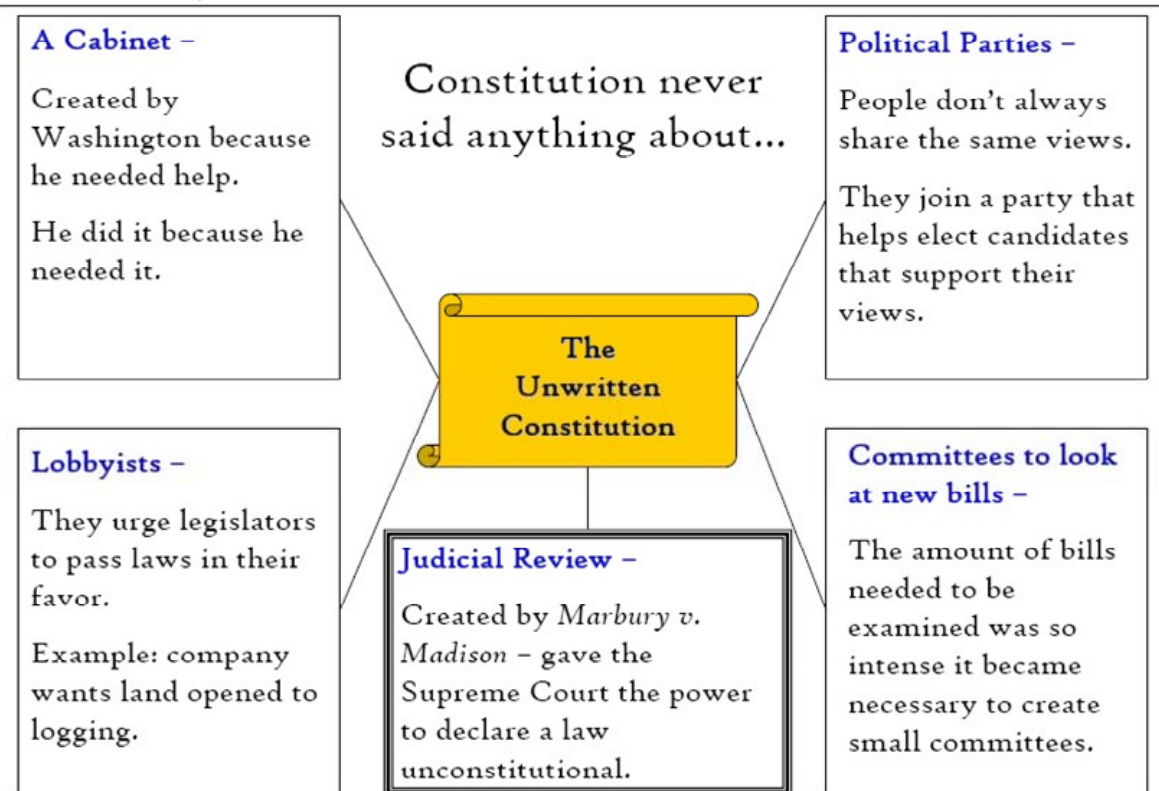 A Cabinet –
Created by
Washington because
he needed help.
He did it because he
needed it.
Constitution never
said anything about...
Political Parties –
People don't always
share the same views.
They join a party that
helps elect candidates
that support their
views.
The
Unwritten
Constitution
Lobbyists –
They urge legislators
to pass laws in their
favor.
Example: company
wants land opened to
logging.
Judicial Review –
Created by Marbury v.
Madison – gave the
Supreme Court the power
to declare a law
unconstitutional.
Committees to look
at new bills –
The amount of bills
needed to be
examined was so
intense it became
necessary to create
small committees.